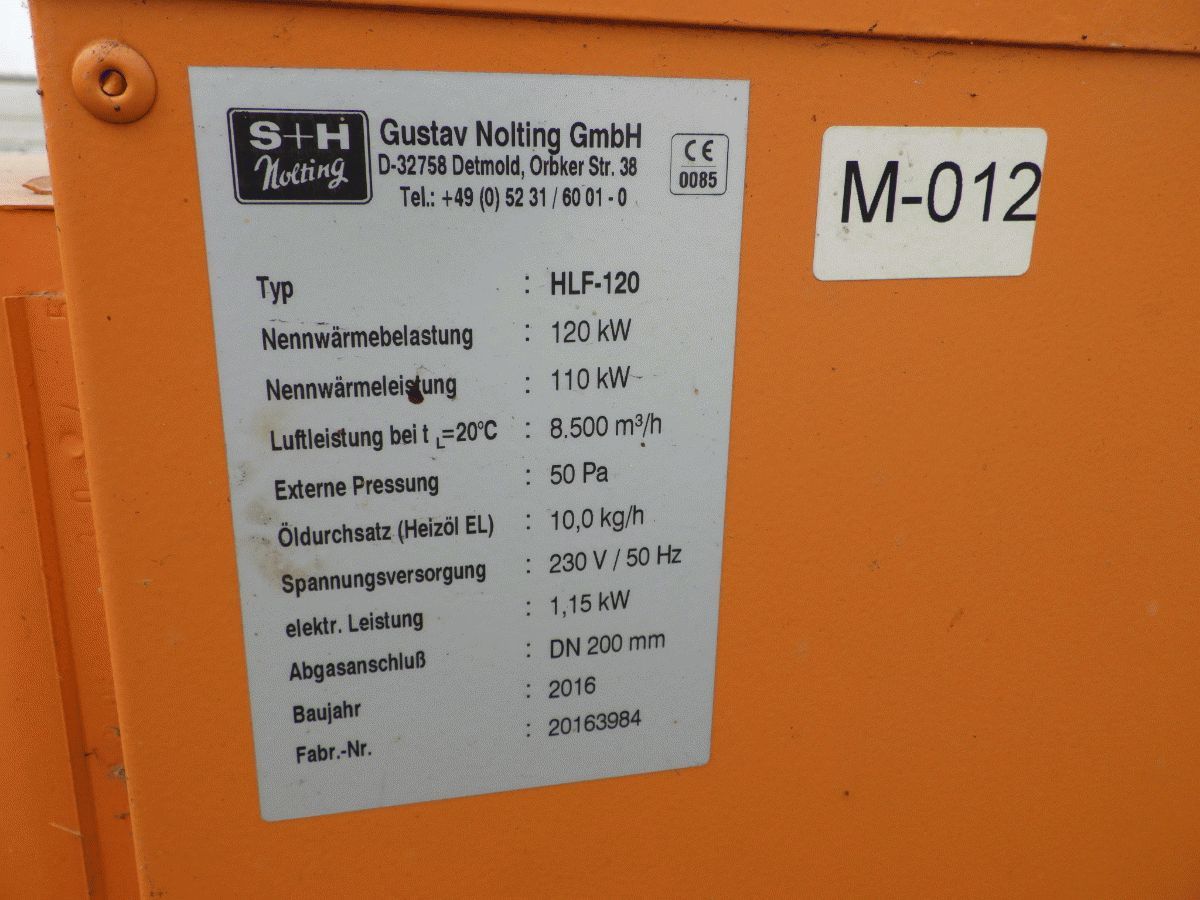 S+H
Nolting
Gustav Nolting GmbH
D-32758 Detmold, Orbker Str. 38
Tel.: +49 (0) 52 31 / 60 01 - 0
CE
0085
M-012
Typ : HLF-120
Nennwärmebelastung : 120 kW
Nennwärmeleistung : 110 kW
Luftleistung bei t L=20°C : 8.500 m³/h
Externe Pressung : 50 Pa
Öldurchsatz (Heizöl EL) : 10,0 kg/h
Spannungsversorgung : 230 V / 50 Hz
elektr. Leistung : 1,15 kW
Abgasanschluß : DN 200 mm
Baujahr : 2016
Fabr.-Nr. : 20163984